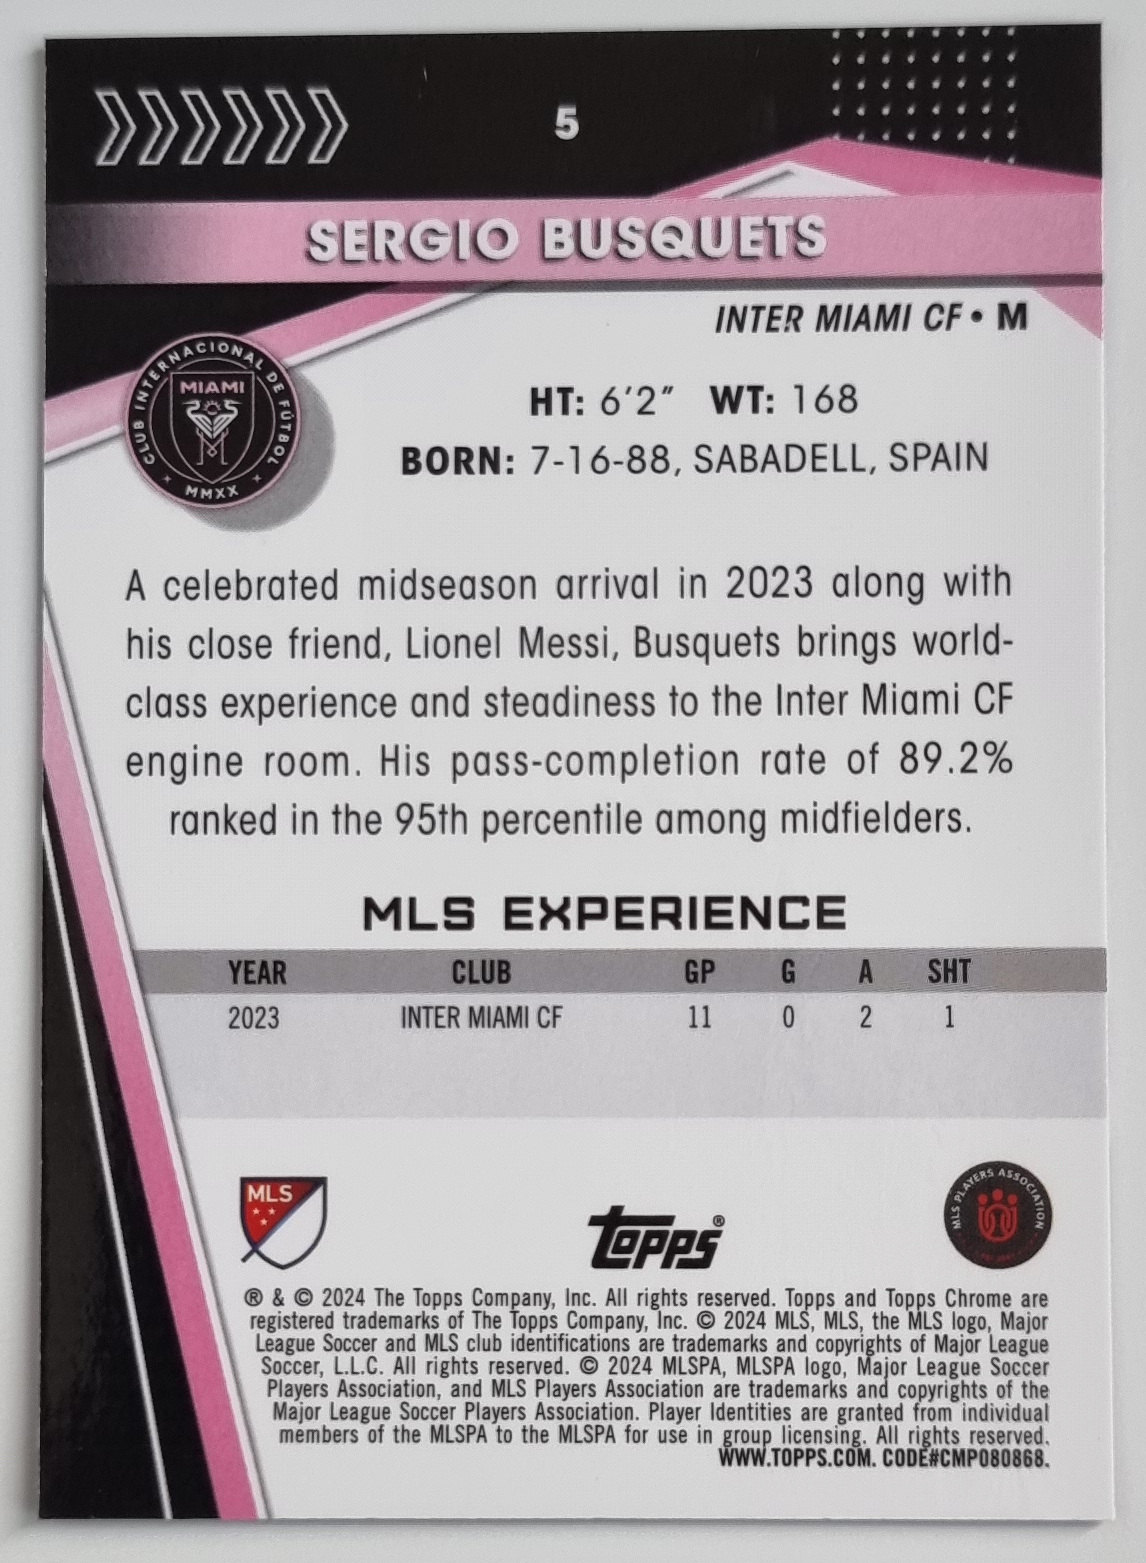 5
SERGIO BUSQUETS
INTER MIAMI CF • M
CLUB INTERNACIONAL DE FÚTBOL
MIAMI
MMXX
HT: 6'2" WT: 168
BORN: 7-16-88, SABADELL, SPAIN
A celebrated midseason arrival in 2023 along with
his close friend, Lionel Messi, Busquets brings world-
class experience and steadiness to the Inter Miami CF
engine room. His pass-completion rate of 89.2%
ranked in the 95th percentile among midfielders.
MLS EXPERIENCE
YEAR CLUB GP G A SHT
2023 INTER MIAMI CF 11 0 2 1
MLS
topps®
MLS PLAYERS ASSOCIATION
® & © 2024 The Topps Company, Inc. All rights reserved. Topps and Topps Chrome are
registered trademarks of The Topps Company, Inc. © 2024 MLS, MLS, the MLS logo, Major
League Soccer and MLS club identifications are trademarks and copyrights of Major League
Soccer, L.L.C. All rights reserved. © 2024 MLSPA, MLSPA logo, Major League Soccer
Players Association, and MLS Players Association are trademarks and copyrights of the
Major League Soccer Players Association. Player Identities are granted from individual
members of the MLSPA to the MLSPA for use in group licensing. All rights reserved.
WWW.TOPPS.COM. CODE#CMP080868.